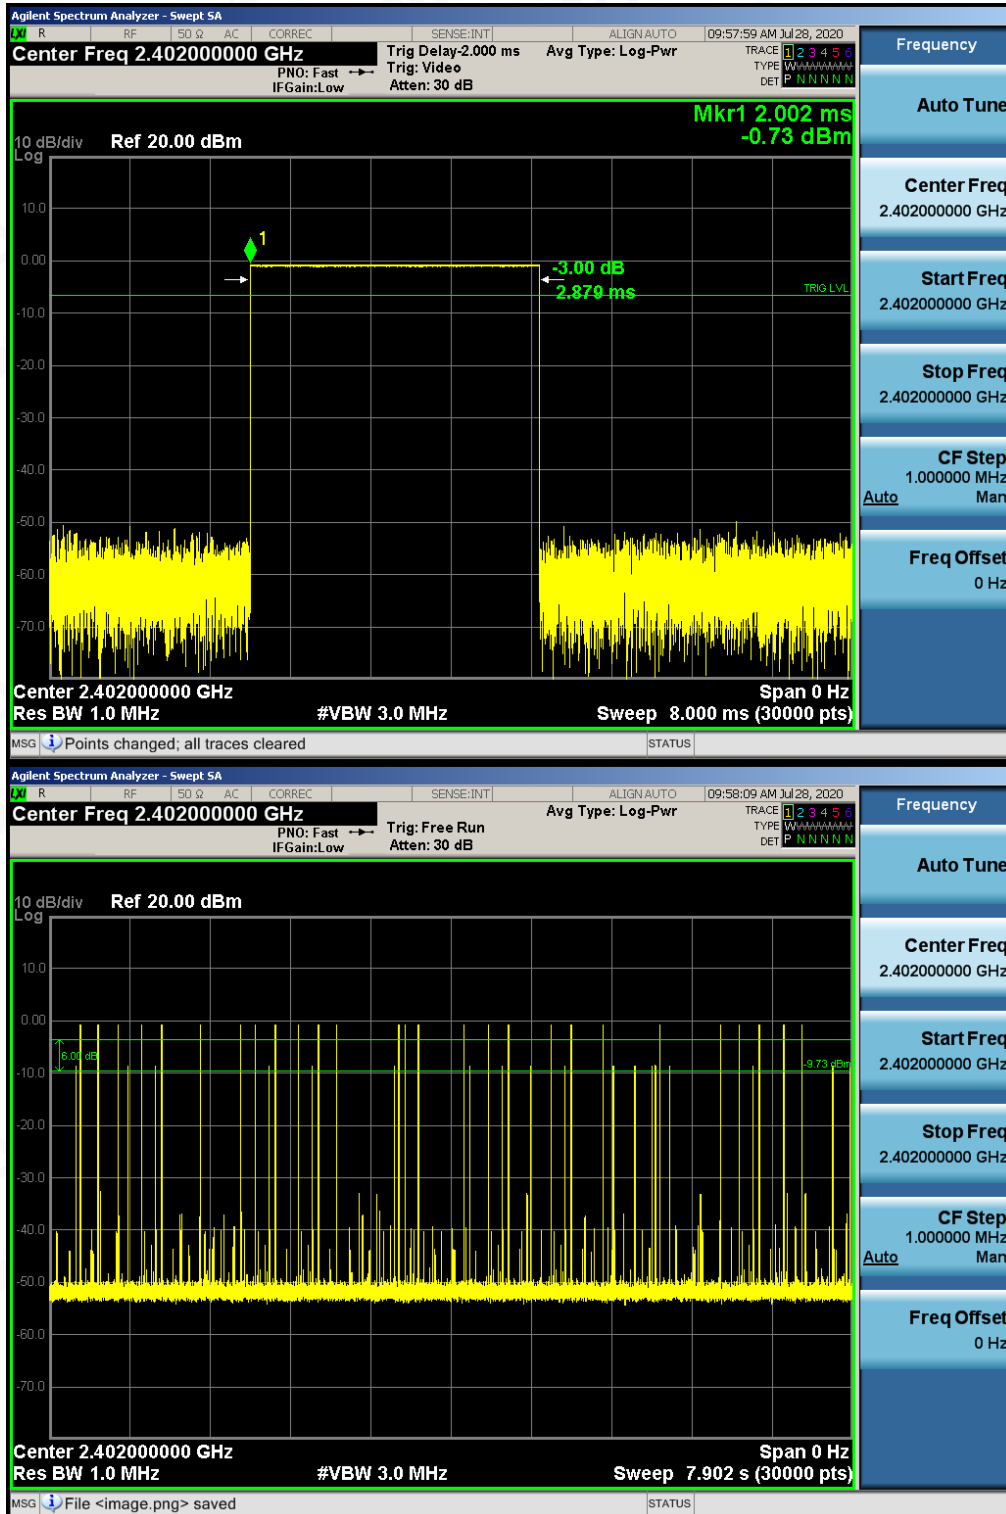 Agilent Spectrum Analyzer - Swept SA
LXI R RF 50 Ω AC CORREC SENSE:INT ALIGN AUTO 09:57:59 AM Jul 28, 2020
Center Freq 2.402000000 GHz
PNO: Fast
IFGain:Low
Trig Delay-2.000 ms
Trig: Video
Atten: 30 dB
Avg Type: Log-Pwr
TRACE 1 2 3 4 5 6
TYPE WWWWWW
DET P N N N N N
Mkr1 2.002 ms
-0.73 dBm
10 dB/div
Log
Ref 20.00 dBm
10.0
0.00
-10.0
-20.0
-30.0
-40.0
-50.0
-60.0
-70.0
1
-3.00 dB
2.879 ms
TRIG LVL
Center 2.402000000 GHz
Span 0 Hz
Res BW 1.0 MHz
#VBW 3.0 MHz
Sweep 8.000 ms (30000 pts)
MSG Points changed; all traces cleared
STATUS
Frequency
Auto Tune
Center Freq
2.402000000 GHz
Start Freq
2.402000000 GHz
Stop Freq
2.402000000 GHz
CF Step
1.000000 MHz
Auto Man
Freq Offset
0 Hz
Agilent Spectrum Analyzer - Swept SA
LXI R RF 50 Ω AC CORREC SENSE:INT ALIGN AUTO 09:58:09 AM Jul 28, 2020
Center Freq 2.402000000 GHz
PNO: Fast
IFGain:Low
Trig: Free Run
Atten: 30 dB
Avg Type: Log-Pwr
TRACE 1 2 3 4 5 6
TYPE WWWWWW
DET P N N N N N
10 dB/div
Log
Ref 20.00 dBm
10.0
0.00
-10.0
-20.0
-30.0
-40.0
-50.0
-60.0
-70.0
6.00 dB
-9.73 dBm
Center 2.402000000 GHz
Span 0 Hz
Res BW 1.0 MHz
#VBW 3.0 MHz
Sweep 7.902 s (30000 pts)
MSG File <image.png> saved
STATUS
Frequency
Auto Tune
Center Freq
2.402000000 GHz
Start Freq
2.402000000 GHz
Stop Freq
2.402000000 GHz
CF Step
1.000000 MHz
Auto Man
Freq Offset
0 Hz